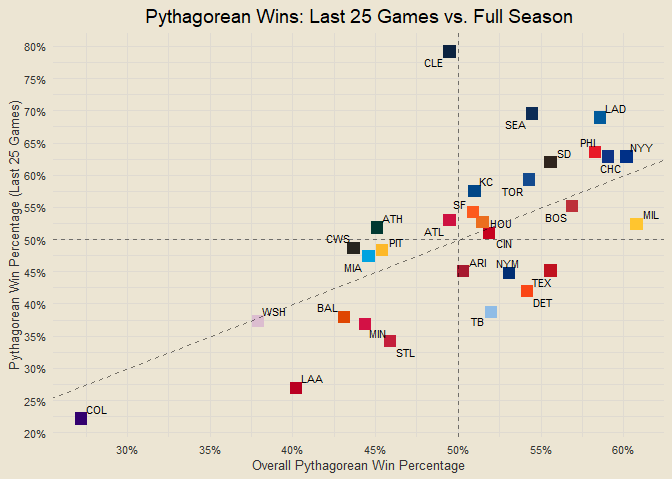 Pythagorean Wins: Last 25 Games vs. Full Season
80%
75%
70%
65%
60%
55%
50%
45%
40%
35%
30%
25%
20%
Pythagorean Win Percentage (Last 25 Games)
CLE
LAD
SEA
PHI
NYY
SD
CHC
KC
TOR
SF
BOS
MIL
ATH
ATL
HOU
CIN
CWS
PIT
MIA
ARI
NYM
TEX
DET
WSH
BAL
TB
MIN
STL
LAA
COL
30%
35%
40%
45%
50%
55%
60%
Overall Pythagorean Win Percentage